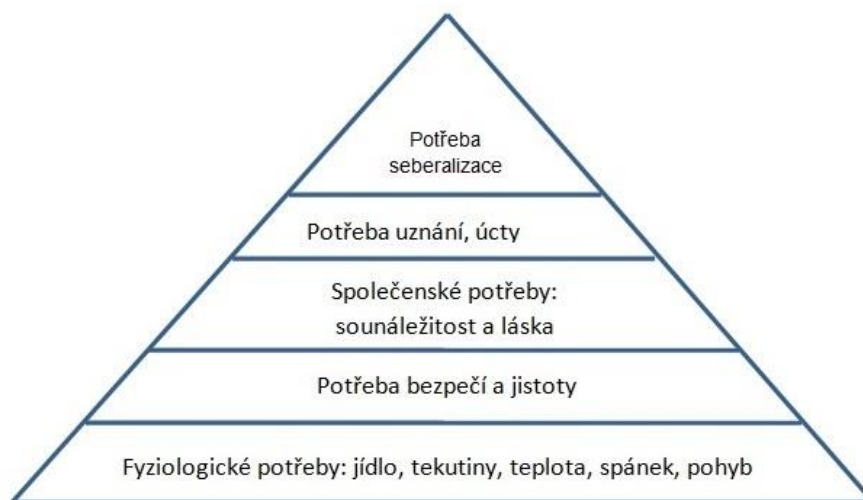 Potřeba
seberalizace
Potřeba uznání, úcty
Společenské potřeby:
sounáležitost a láska
Potřeba bezpečí a jistoty
Fyziologické potřeby: jídlo, tekutiny, teplota, spánek, pohyb